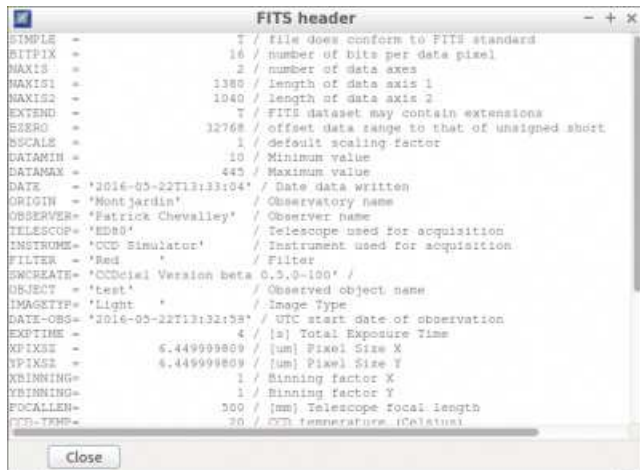 FITS header
SIMPLE = T / file does conform to FITS standard
BITPIX = 16 / number of bits per data pixel
NAXIS = 2 / number of data axes
NAXIS1 = 1380 / length of data axis 1
NAXIS2 = 1040 / length of data axis 2
EXTEND = T / FITS dataset may contain extensions
BZERO = 32768 / offset data range to that of unsigned short
BSCALE = 1 / default scaling factor
DATAMIN = 10 / Minimum value
DATAMAX = 445 / Maximum value
DATE = '2016-05-22T13:33:04' / Date data written
ORIGIN = 'Montjardin' / Observatory name
OBSERVER= 'Patrick Chevalley' / Observer name
TELESCOP= 'ED80' / Telescope used for acquisition
INSTRUME= 'CCD Simulator' / Instrument used for acquisition
FILTER = 'Red ' / Filter
SWCREATE= 'CCDciel Version beta 0.5.0-100' /
OBJECT = 'test' / Observed object name
IMAGETYP= 'Light ' / Image Type
DATE-OBS= '2016-05-22T13:32:59' / UTC start date of observation
EXPTIME = 4 / [s] Total Exposure Time
XPIXSZ = 6.449999809 / [um] Pixel Size X
YPIXSZ = 6.449999809 / [um] Pixel Size Y
XBINNING= 1 / Binning factor X
YBINNING= 1 / Binning factor Y
FOCALLEN= 500 / [mm] Telescope focal length
CCD-TEMP= 20 / CCD temperature (Celsius)
Close